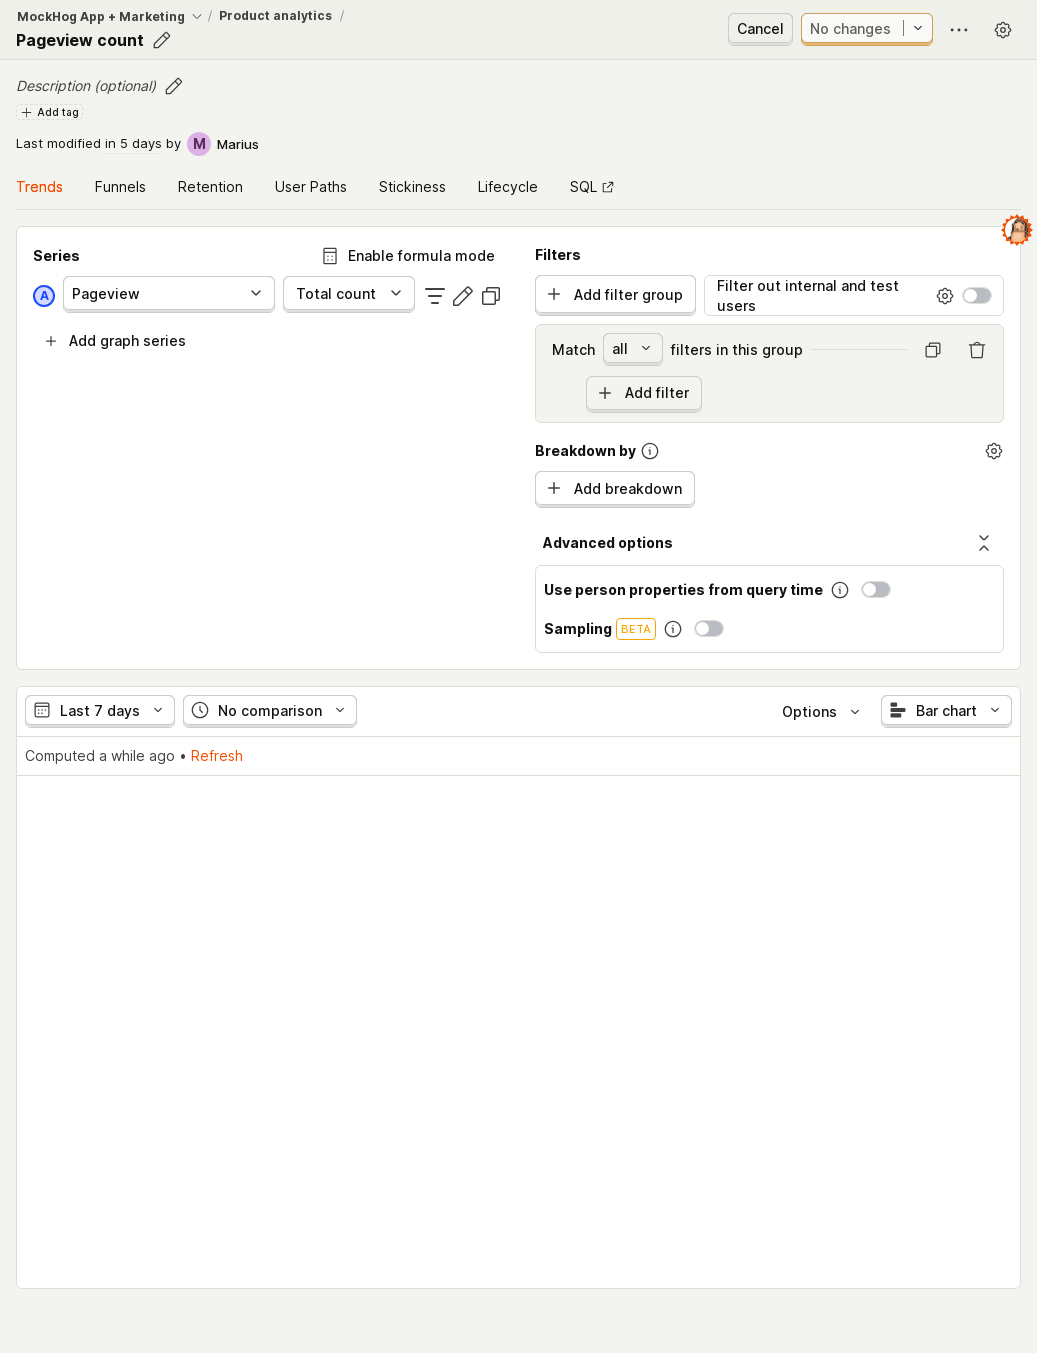 MockHog App + Marketing / Product analytics /
Pageview count
Cancel
No changes
Description (optional)
Add tag
Last modified in 5 days by M Marius
Trends Funnels Retention User Paths Stickiness Lifecycle SQL
Series
Enable formula mode
A Pageview Total count
Add graph series
Filters
Add filter group
Filter out internal and test
users
Match all filters in this group
Add filter
Breakdown by
Add breakdown
Advanced options
Use person properties from query time
Sampling BETA
Last 7 days No comparison Options Bar chart
Computed a while ago • Refresh